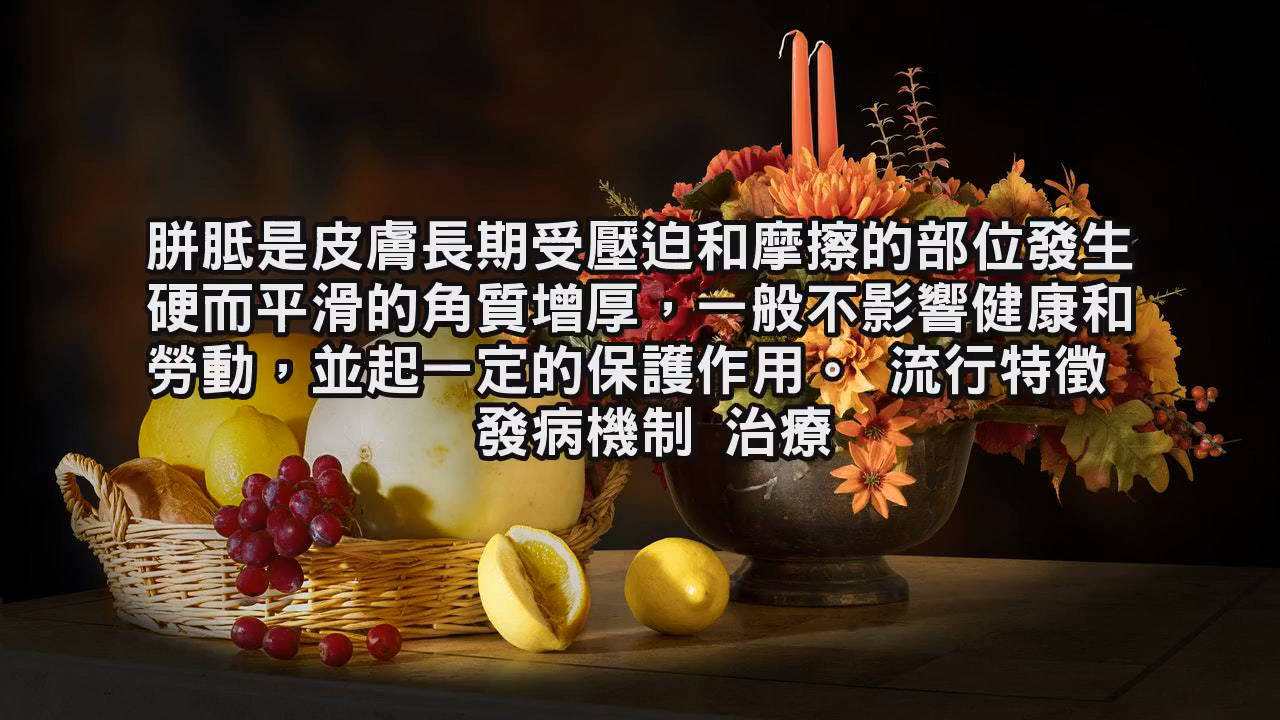 胼胝是皮膚長期受壓迫和摩擦的部位發生
硬而平滑的角質增厚，一般不影響健康和
勞動，並起一定的保護作用。 流行特徵
發病機制 治療